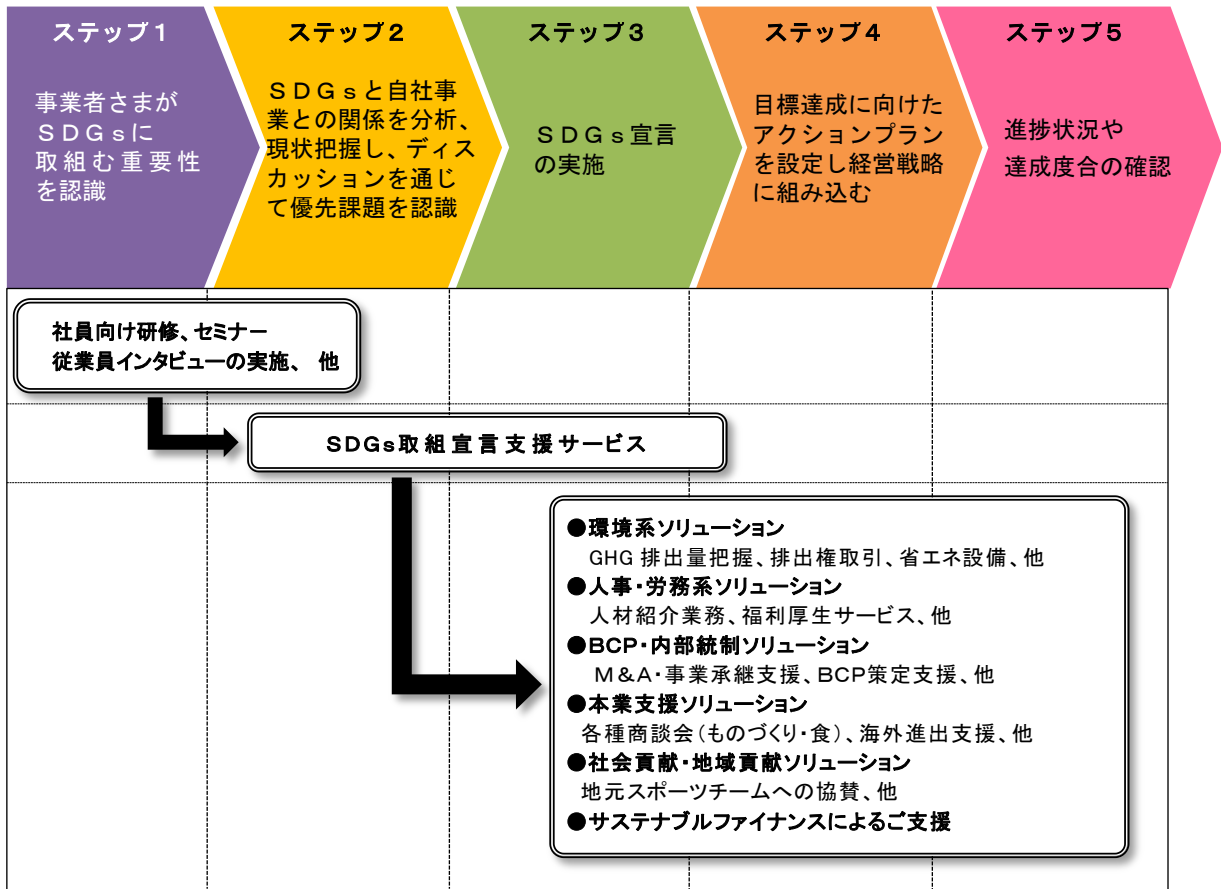 ステップ1
事業者さまが
SDGsに
取組む重要性
を認識
ステップ2
SDGsと自社事
業との関係を分析、
現状把握し、ディス
カッションを通じ
て優先課題を認識
ステップ3
SDGs宣言
の実施
ステップ4
目標達成に向けた
アクションプラン
を設定し経営戦略
に組み込む
ステップ5
進捗状況や
達成度合の確認
社員向け研修、セミナー
従業員インタビューの実施、 他
SDGs取組宣言支援サービス
●環境系ソリューション
GHG 排出量把握、排出権取引、省エネ設備、他
●人事・労務系ソリューション
人材紹介業務、福利厚生サービス、他
●BCP・内部統制ソリューション
M&A・事業承継支援、BCP策定支援、他
●本業支援ソリューション
各種商談会(ものづくり・食)、海外進出支援、他
●社会貢献・地域貢献ソリューション
地元スポーツチームへの協賛、他
●サステナブルファイナンスによるご支援